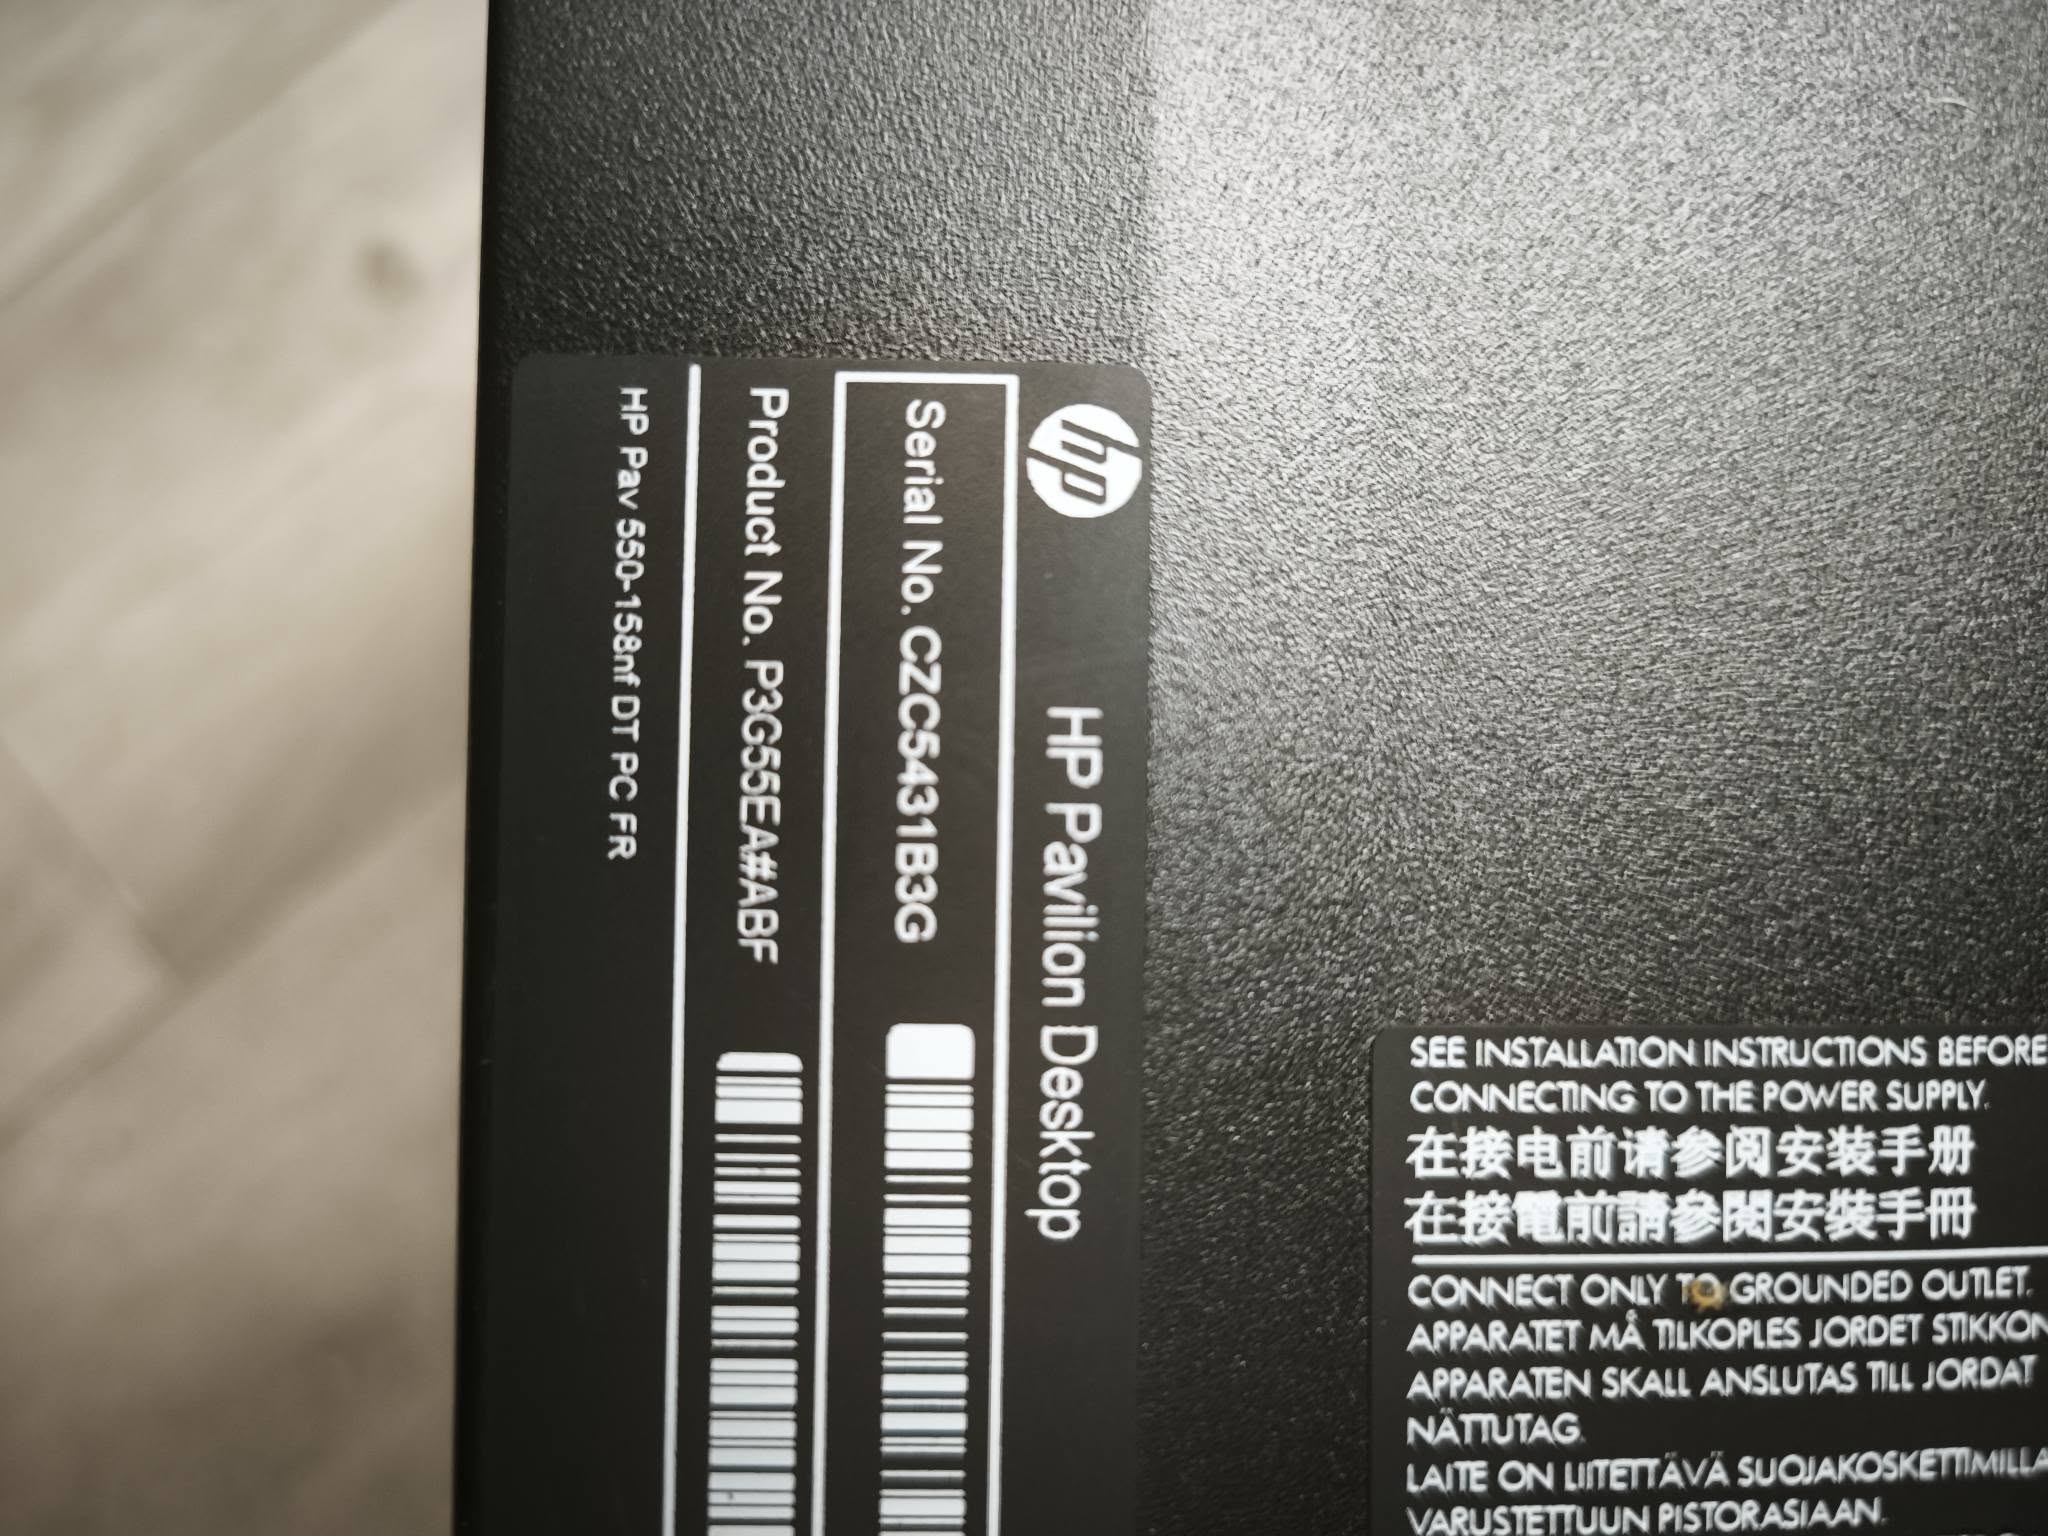 hp
HP Pavilion Desktop
Serial No. CZC5431B3G
Product No. P3G55EA#ABF
HP Pav 550-158nf DT PC FR
SEE INSTALLATION INSTRUCTIONS BEFORE
CONNECTING TO THE POWER SUPPLY.
在接电前请参阅安装手册
在接電前請參閱安裝手冊
CONNECT ONLY TO GROUNDED OUTLET.
APPARATET MÅ TILKOPLES JORDET STIKKON
APPARATEN SKALL ANSLUTAS TILL JORDAT
NÄTTUTAG.
LAITE ON LIITETTÄVÄ SUOJAKOSKETTIMILLA
VARUSTETTUUN PISTORASIAAN.